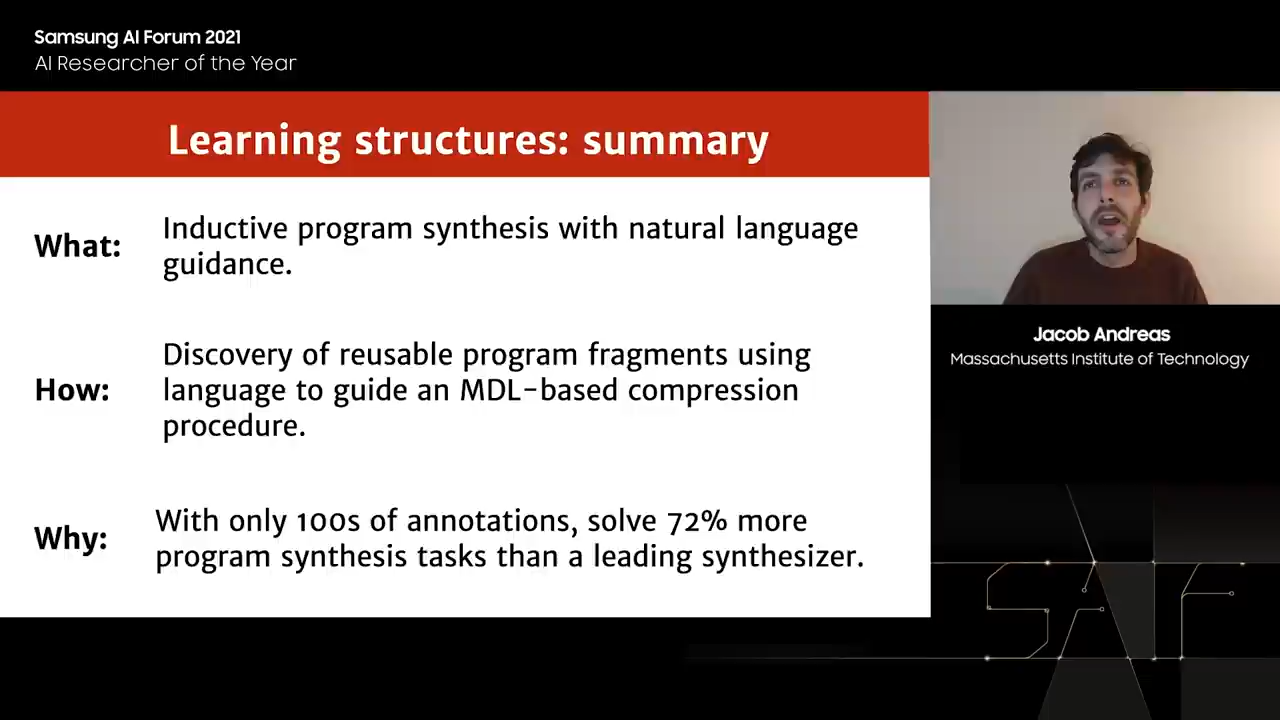 Samsung AI Forum 2021
AI Researcher of the Year
Learning structures: summary
What:
Inductive program synthesis with natural language
guidance.
How:
Discovery of reusable program fragments using
language to guide an MDL-based compression
procedure.
Why:
With only 100s of annotations, solve 72% more
program synthesis tasks than a leading synthesizer.
Jacob Andreas
Massachusetts Institute of Technology
SAIF